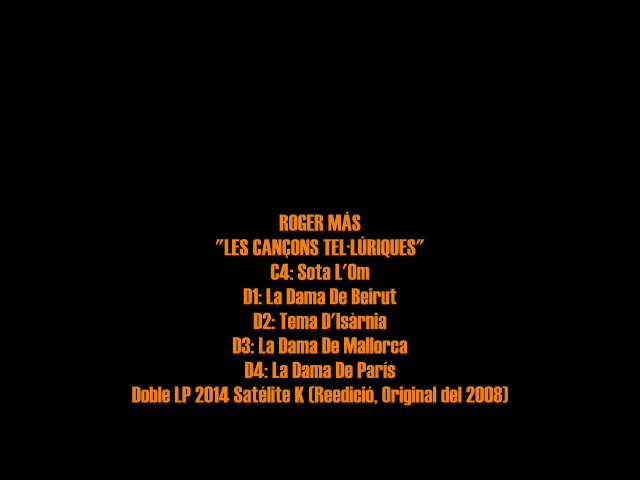 ROGER MÁS
"LES CANÇONS TEL·LÚRIQUES"
C4: Sota L'Om
D1: La Dama De Beirut
D2: Tema D'Isàrnia
D3: La Dama De Mallorca
D4: La Dama De París
Doble LP 2014 Satélite K (Reedició, Original del 2008)